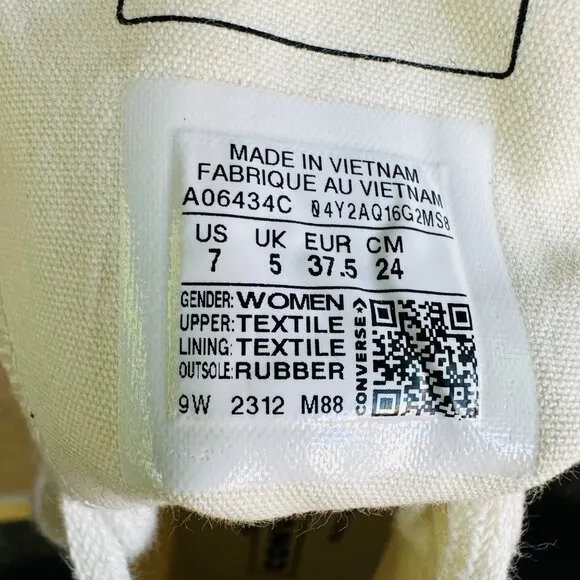 MADE IN VIETNAM
FABRIQUE AU VIETNAM
A06434C 04Y2AQ16G2MS8
US UK EUR CM
7 5 37.5 24
GENDER: WOMEN
UPPER: TEXTILE
LINING: TEXTILE
OUTSOLE: RUBBER
CONVERSE
9W 2312 M88